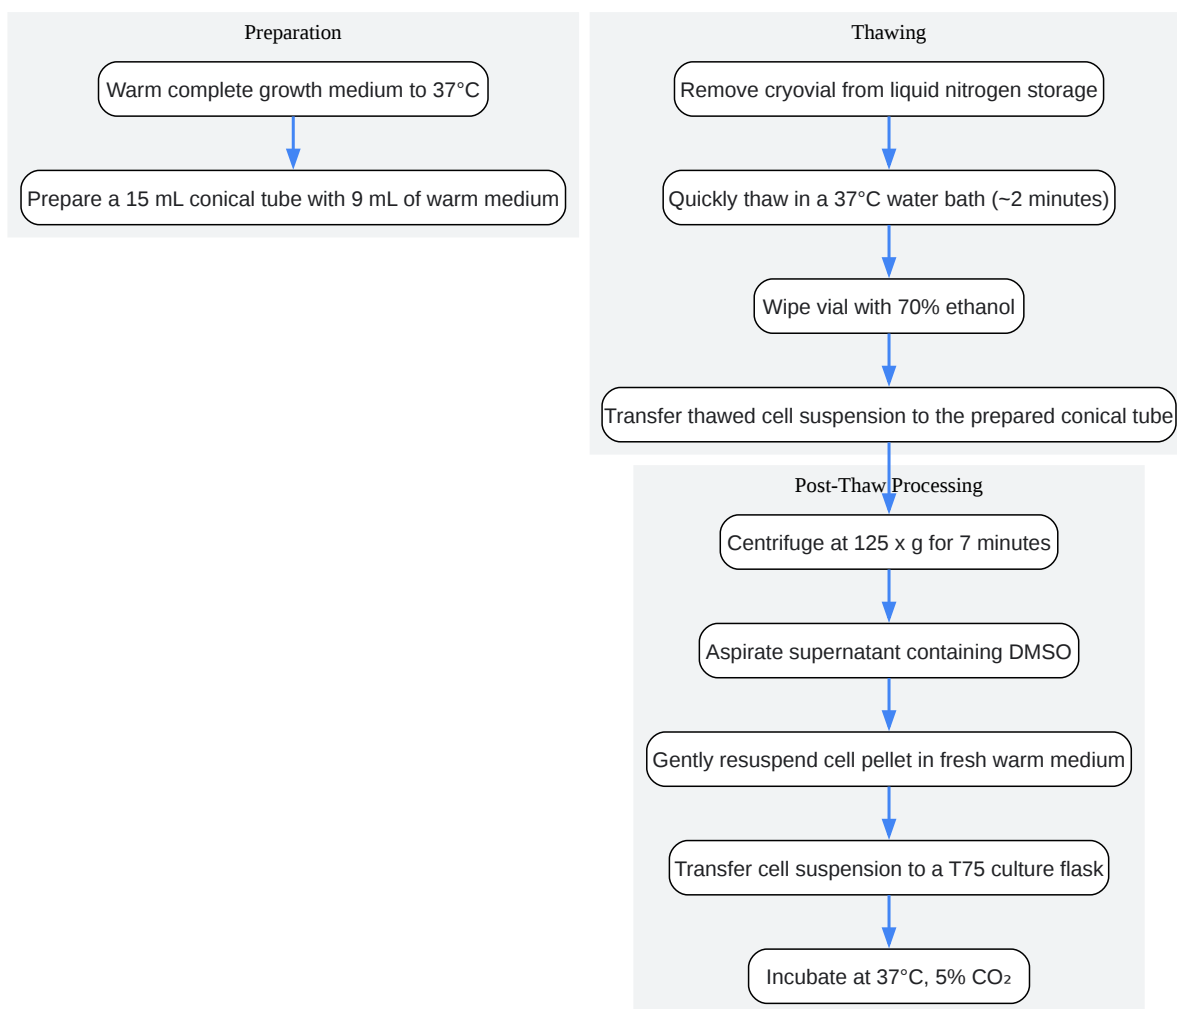 Preparation
Warm complete growth medium to 37°C
Prepare a 15 mL conical tube with 9 mL of warm medium
Thawing
Remove cryovial from liquid nitrogen storage
Quickly thaw in a 37°C water bath (~2 minutes)
Wipe vial with 70% ethanol
Transfer thawed cell suspension to the prepared conical tube
Post-Thaw Processing
Centrifuge at 125 x g for 7 minutes
Aspirate supernatant containing DMSO
Gently resuspend cell pellet in fresh warm medium
Transfer cell suspension to a T75 culture flask
Incubate at 37°C, 5% CO₂